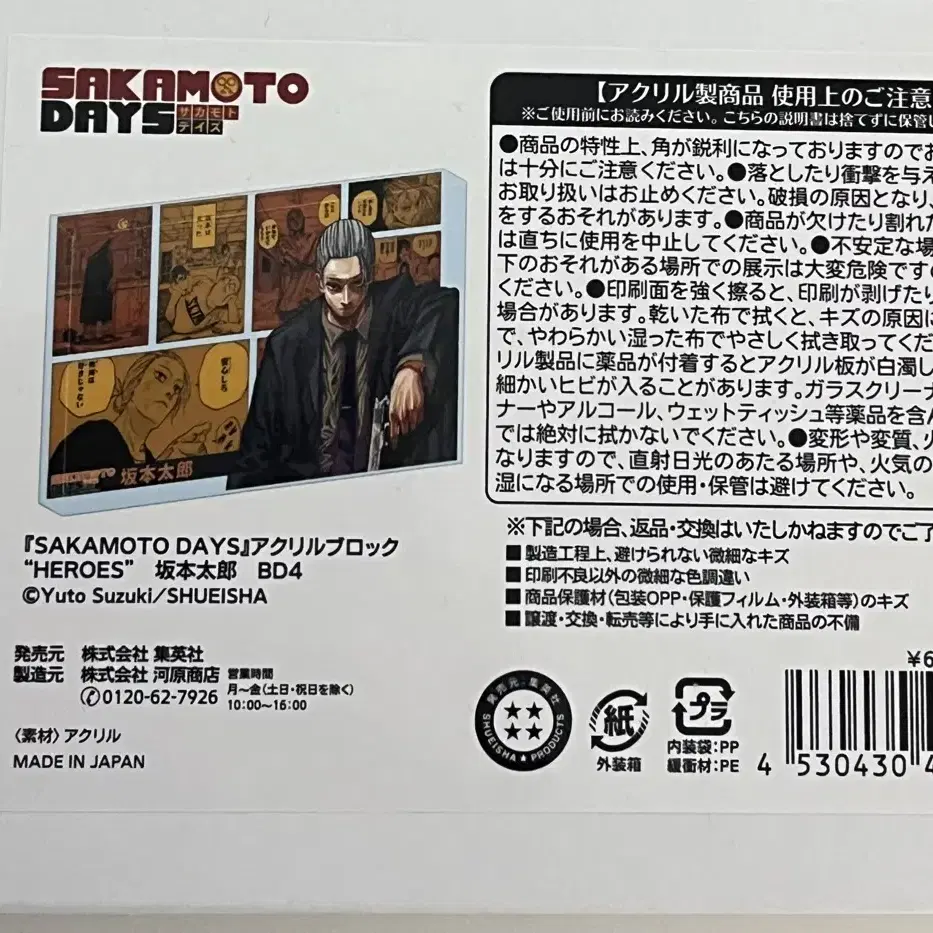 SAKAMOTO
DAYS サカモト
デイズ
坂本太郎
『SAKAMOTO DAYS』アクリルブロック
“HEROES” 坂本太郎 BD4
©Yuto Suzuki/SHUEISHA
発売元 株式会社 集英社
製造元 株式会社 河原商店
0120-62-7926
営業時間
月～金(土日・祝日を除く)
10:00～16:00
〈素材〉アクリル
MADE IN JAPAN
【アクリル製商品 使用上のご注意
※ご使用前にお読みください。こちらの説明書は捨てずに保管し
●商品の特性上、角が鋭利になっておりますのでお
は十分にご注意ください。●落としたり衝撃を与え
お取り扱いはお止めください。破損の原因となり、
をするおそれがあります。●商品が欠けたり割れた
は直ちに使用を中止してください。●不安定な場
下のおそれがある場所での展示は大変危険ですの
ください。●印刷面を強く擦ると、印刷が剥げたり
場合があります。乾いた布で拭くと、キズの原因に
で、やわらかい湿った布でやさしく拭き取ってくだ
リル製品に薬品が付着するとアクリル板が白濁し
細かいヒビが入ることがあります。ガラスクリーナ
ナーやアルコール、ウェットティッシュ等薬品を含ん
では絶対に拭かないでください。●変形や変質、火
なりますので、直射日光のあたる場所や、火気の
湿になる場所での使用・保管は避けてください。
※下記の場合、返品・交換はいたしかねますのでご了
■製造工程上、避けられない微細なキズ
■印刷不良以外の微細な色調違い
■商品保護材(包装OPP・保護フィルム・外装箱等)のキズ
■譲渡・交換・転売等により手に入れた商品の不備
¥6
発売元・集英社
SHUEISHA ★ PRODUCTS
紙
外装箱
プラ
内装袋:PP
緩衝材:PE
4 530430 4